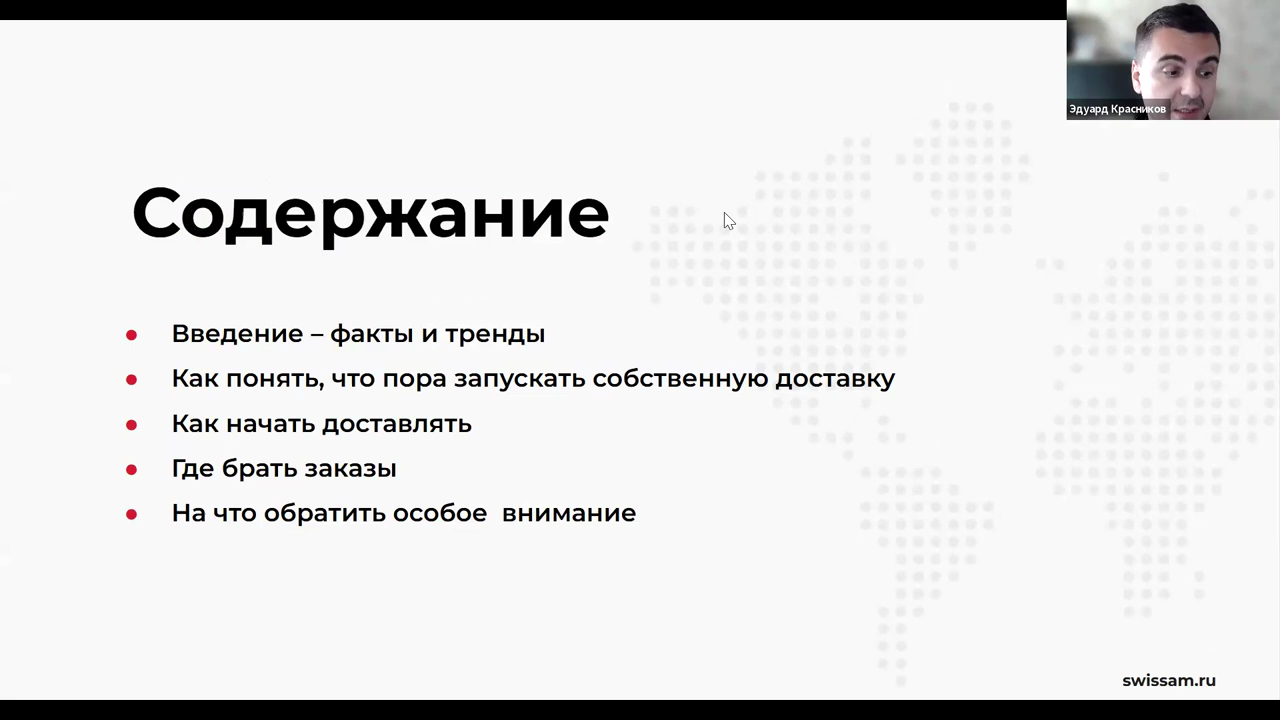 Эдуард Красников
Содержание
Введение – факты и тренды
Как понять, что пора запускать собственную доставку
Как начать доставлять
Где брать заказы
На что обратить особое  внимание
swissam.ru